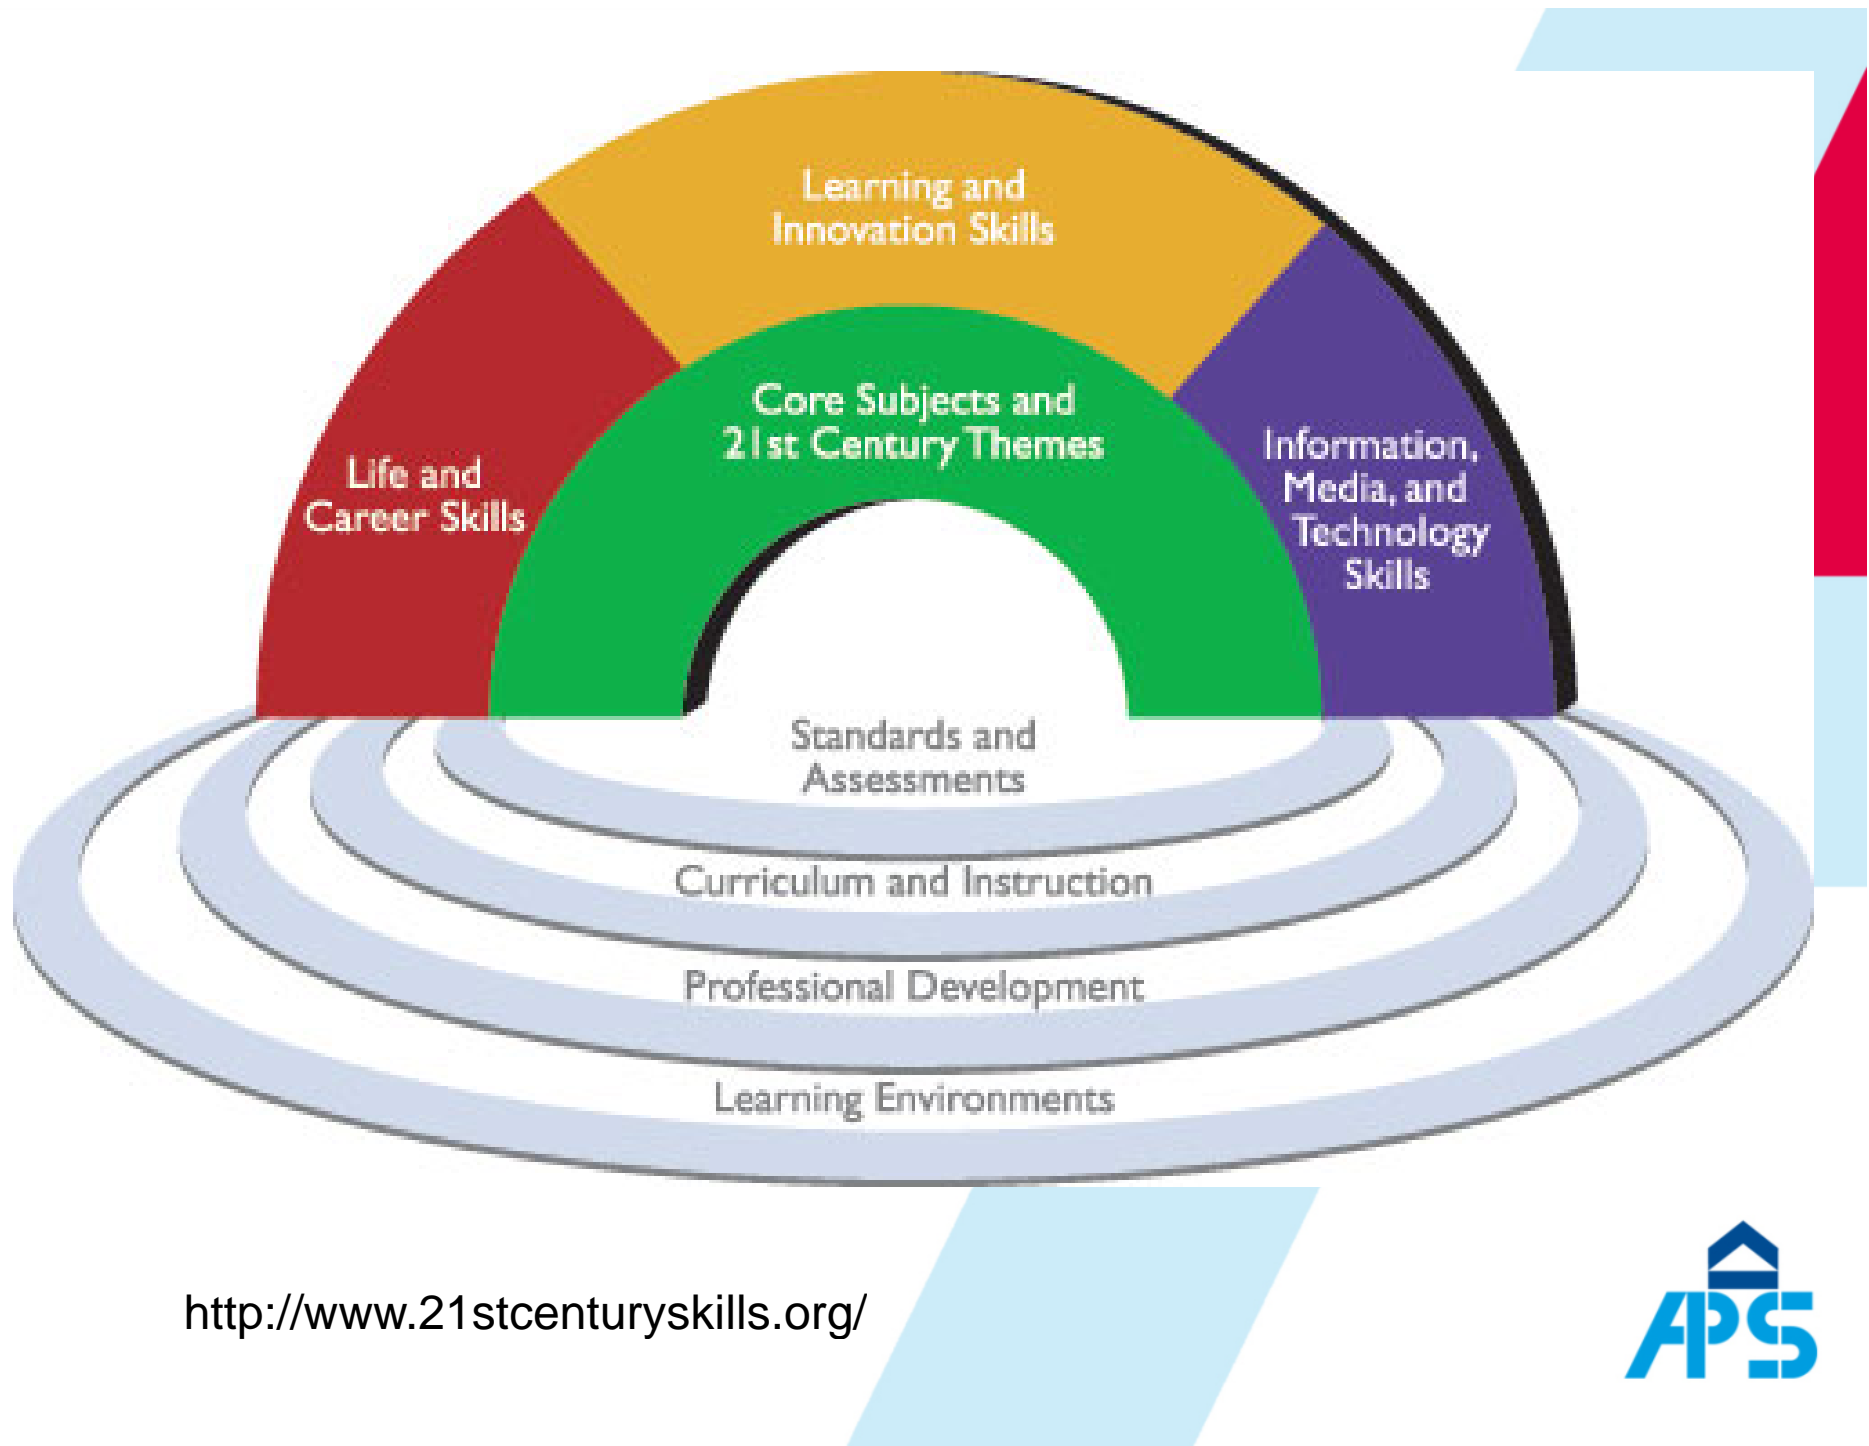 Learning and
Innovation Skills
Core Subjects and
21st Century Themes
Life and
Career Skills
Information,
Media, and
Technology
Skills
Standards and
Assessments
Curriculum and Instruction
Professional Development
Learning Environments
http://www.21stcenturyskills.org/
APS